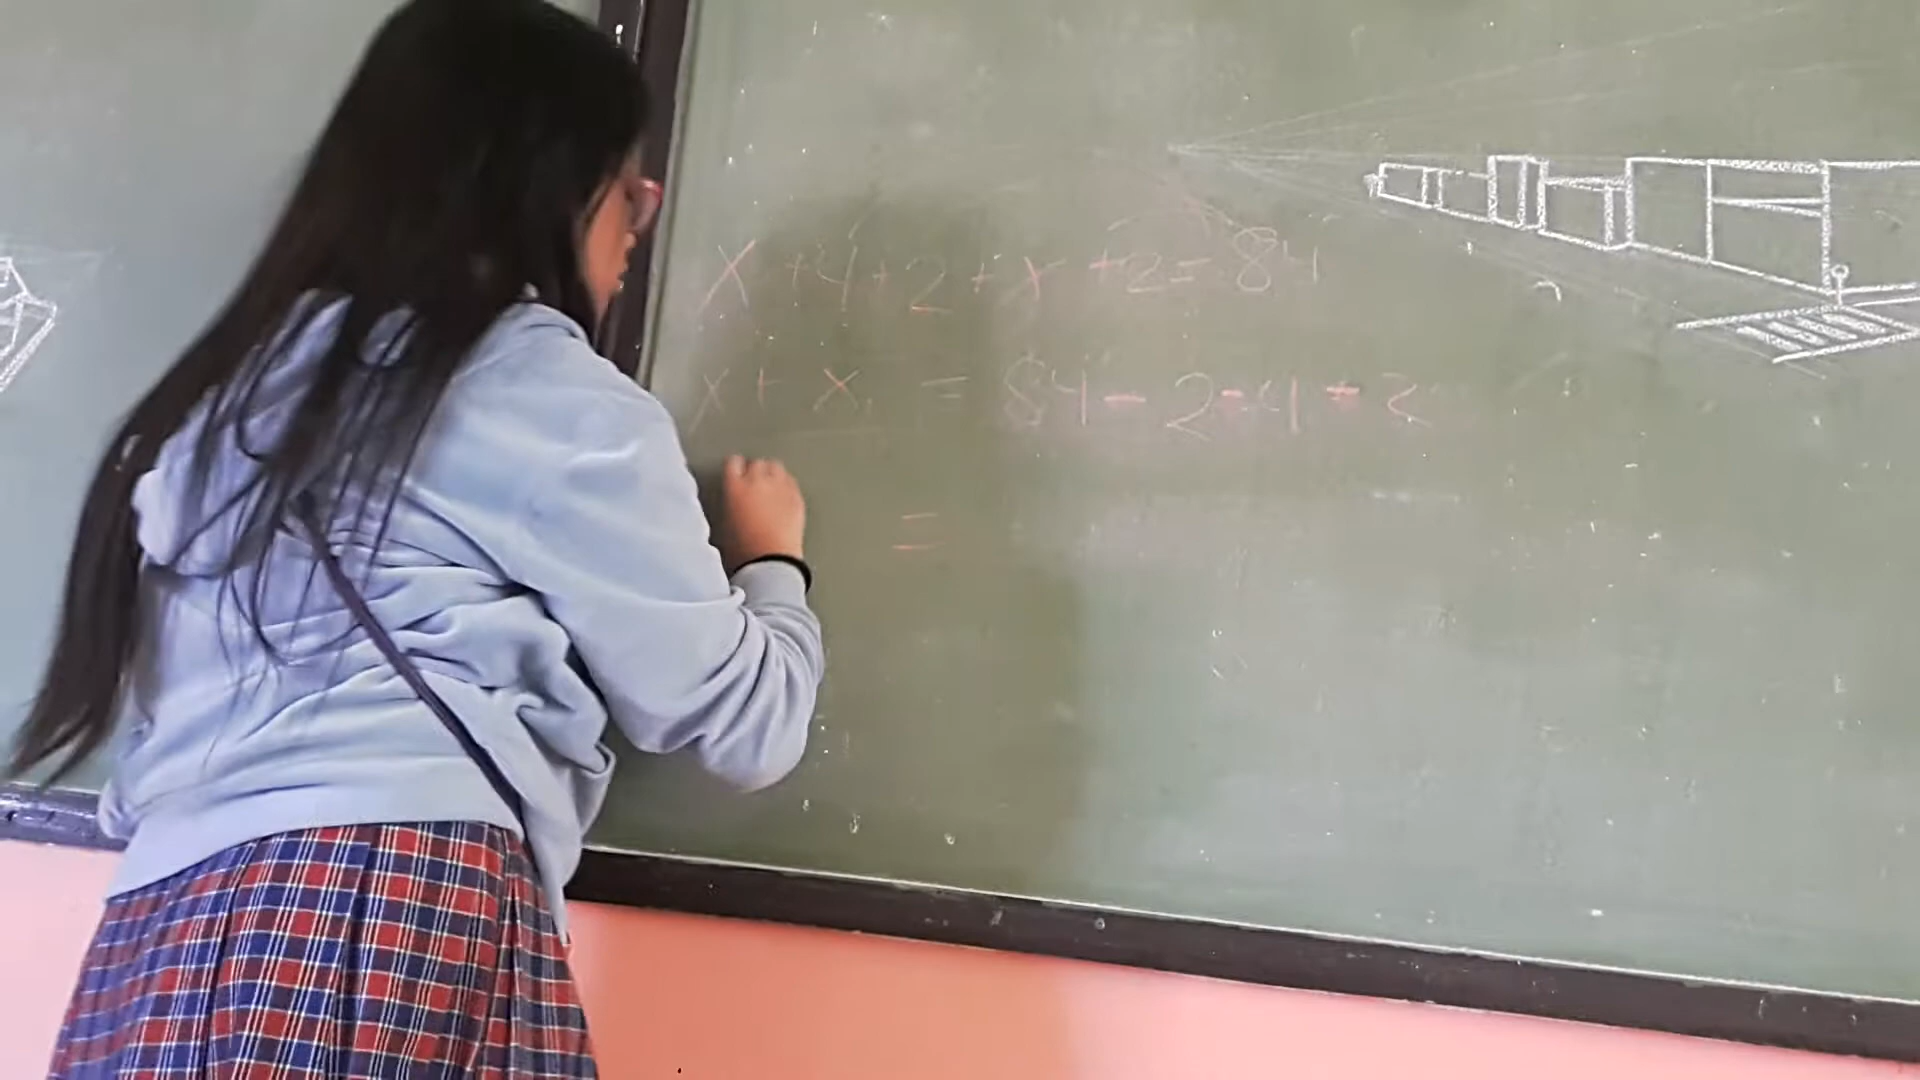 x + 4 + 2 + x + 2 = 84
x + x = 84 - 2 - 4 - 2
=